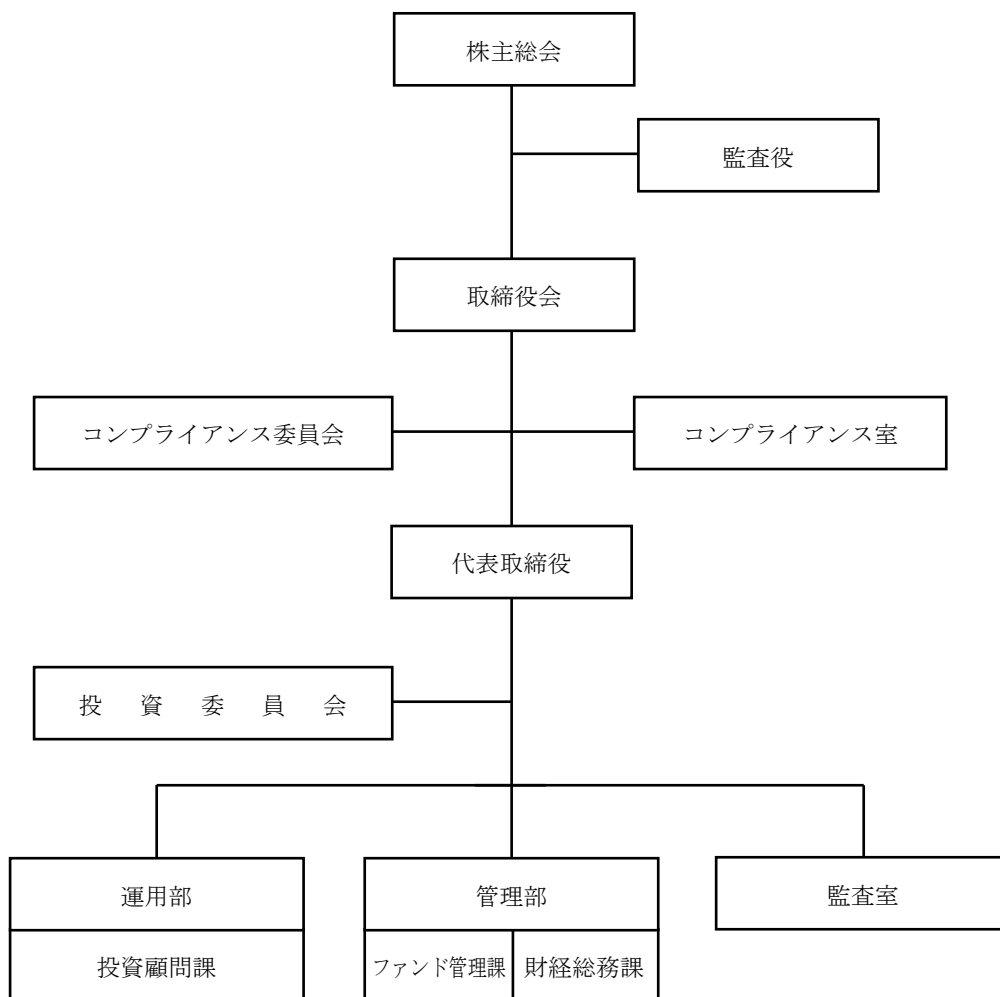 株主総会
監査役
取締役会
コンプライアンス委員会
コンプライアンス室
代表取締役
投資委員会
運用部
管理部
監査室
投資顧問課
ファンド管理課
財経総務課